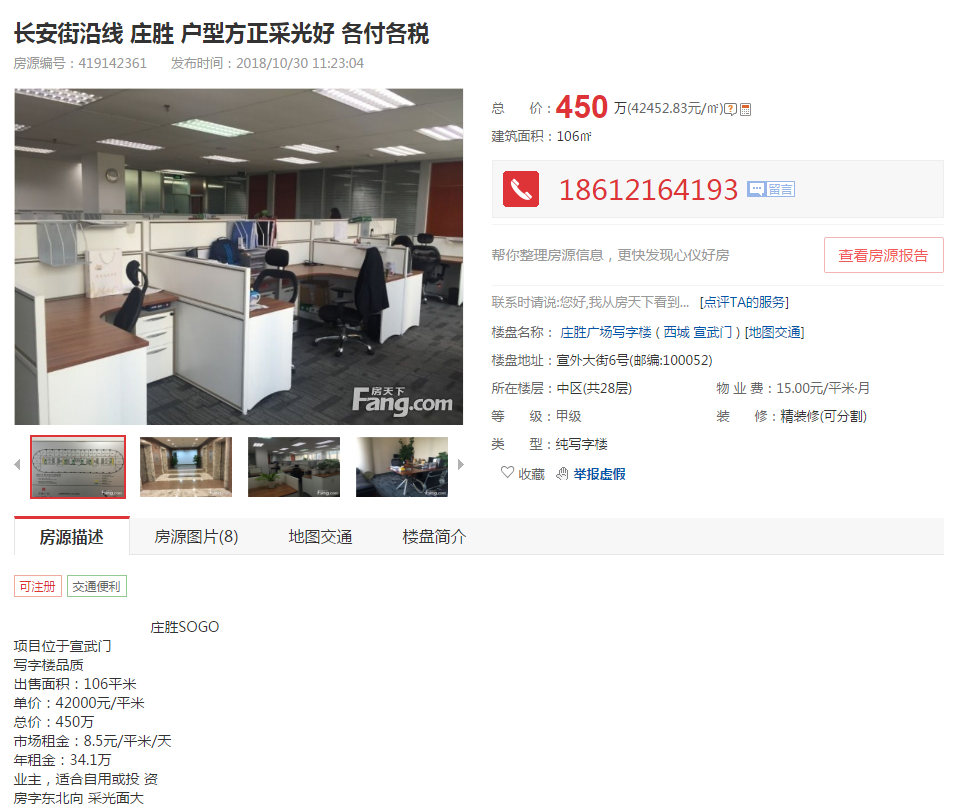 长安街沿线 庄胜 户型方正采光好 各付各税
房源编号：419142361 发布时间：2018/10/30 11:23:04
总 价：450 万(42452.83元/㎡)
建筑面积：106㎡
18612164193 留言
帮你整理房源信息，更快发现心仪好房 查看房源报告
联系时请说:您好,我从房天下看到... [点评TA的服务]
楼盘名称： 庄胜广场写字楼 ( 西城 宣武门 ) [地图交通]
楼盘地址：宣外大街6号(邮编:100052)
所在楼层：中区(共28层) 物 业 费：15.00元/平米·月
等 级：甲级 装 修：精装修(可分割)
类 型：纯写字楼
收藏 举报虚假
房天下
Fang.com
房源描述 房源图片(8) 地图交通 楼盘简介
可注册 交通便利
庄胜SOGO
项目位于宣武门
写字楼品质
出售面积：106平米
单价：42000元/平米
总价：450万
市场租金：8.5元/平米/天
年租金：34.1万
业主，适合自用或投 资
房字东北向 采光面大